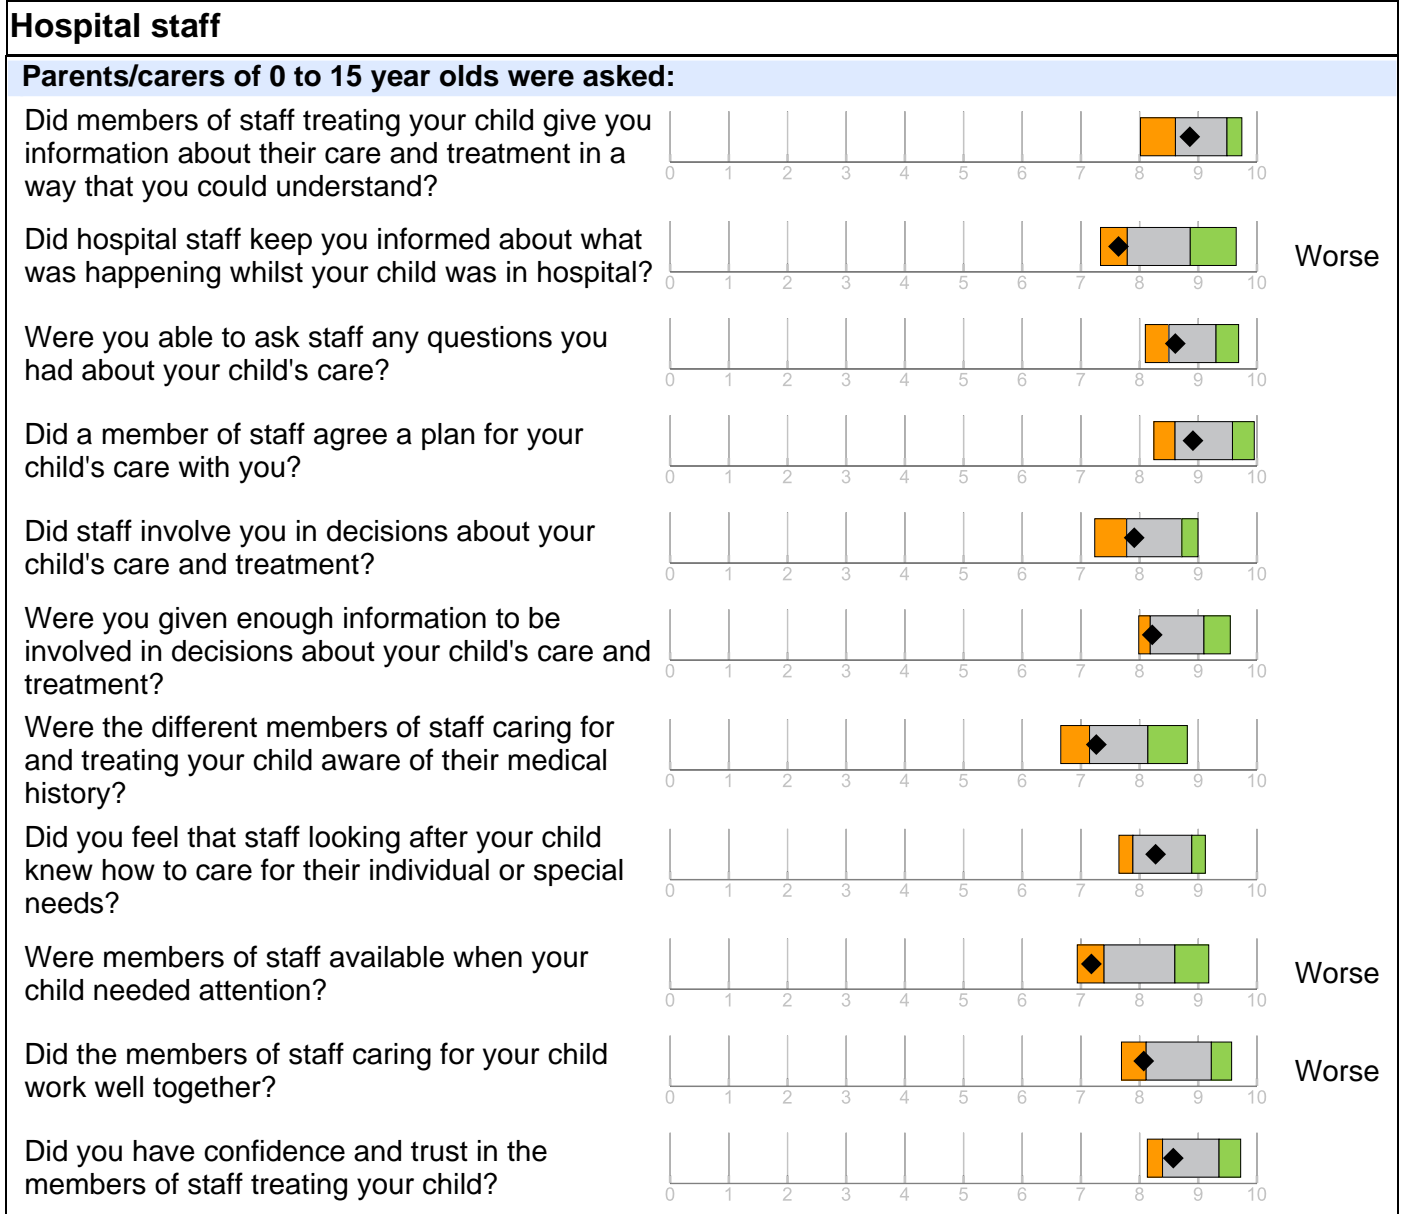 Hospital staff
Parents/carers of 0 to 15 year olds were asked:
Did members of staff treating your child give you
information about their care and treatment in a
way that you could understand?
0 1 2 3 4 5 6 7 8 9 10
Did hospital staff keep you informed about what
was happening whilst your child was in hospital?
Worse
0 1 2 3 4 5 6 7 8 9 10
Were you able to ask staff any questions you
had about your child's care?
0 1 2 3 4 5 6 7 8 9 10
Did a member of staff agree a plan for your
child's care with you?
0 1 2 3 4 5 6 7 8 9 10
Did staff involve you in decisions about your
child's care and treatment?
0 1 2 3 4 5 6 7 8 9 10
Were you given enough information to be
involved in decisions about your child's care and
treatment?
0 1 2 3 4 5 6 7 8 9 10
Were the different members of staff caring for
and treating your child aware of their medical
history?
0 1 2 3 4 5 6 7 8 9 10
Did you feel that staff looking after your child
knew how to care for their individual or special
needs?
0 1 2 3 4 5 6 7 8 9 10
Were members of staff available when your
child needed attention?
Worse
0 1 2 3 4 5 6 7 8 9 10
Did the members of staff caring for your child
work well together?
Worse
0 1 2 3 4 5 6 7 8 9 10
Did you have confidence and trust in the
members of staff treating your child?
0 1 2 3 4 5 6 7 8 9 10